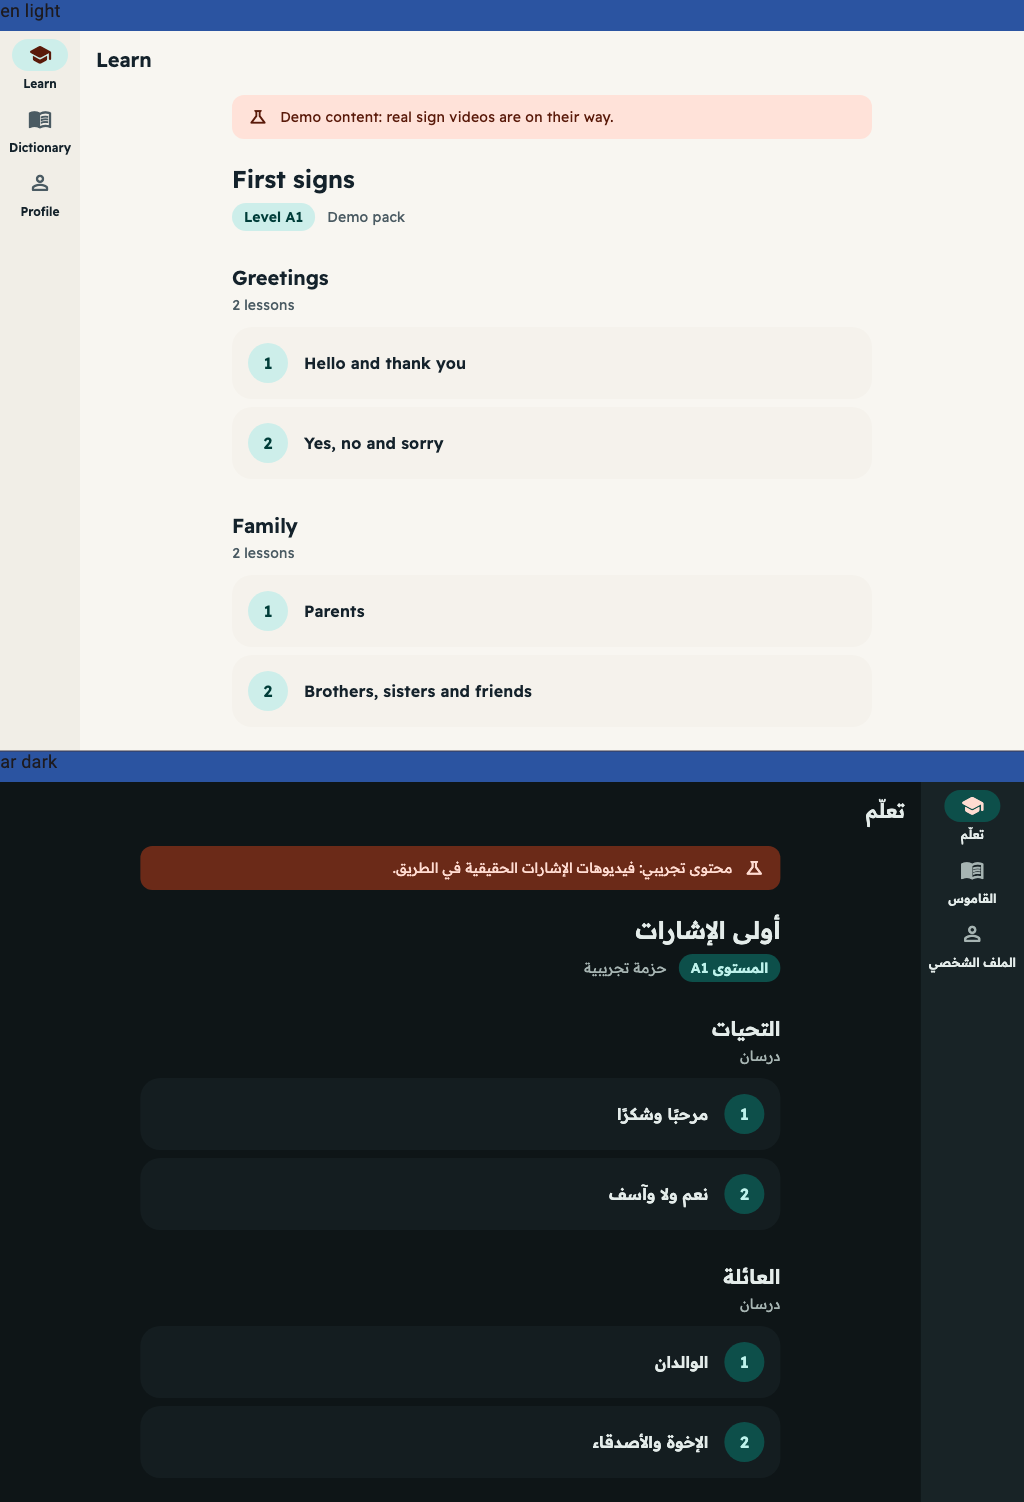 en light
Learn
Dictionary
Profile
Learn
Demo content: real sign videos are on their way.
First signs
Level A1 Demo pack
Greetings
2 lessons
1 Hello and thank you
2 Yes, no and sorry
Family
2 lessons
1 Parents
2 Brothers, sisters and friends
ar dark
تعلّم
القاموس
الملف الشخصي
تعلّم
محتوى تجريبي: فيديوهات الإشارات الحقيقية في الطريق.
أولى الإشارات
المستوى A1 حزمة تجريبية
التحيات
درسان
1 مرحبًا وشكرًا
2 نعم ولا وآسف
العائلة
درسان
1 الوالدان
2 الإخوة والأصدقاء